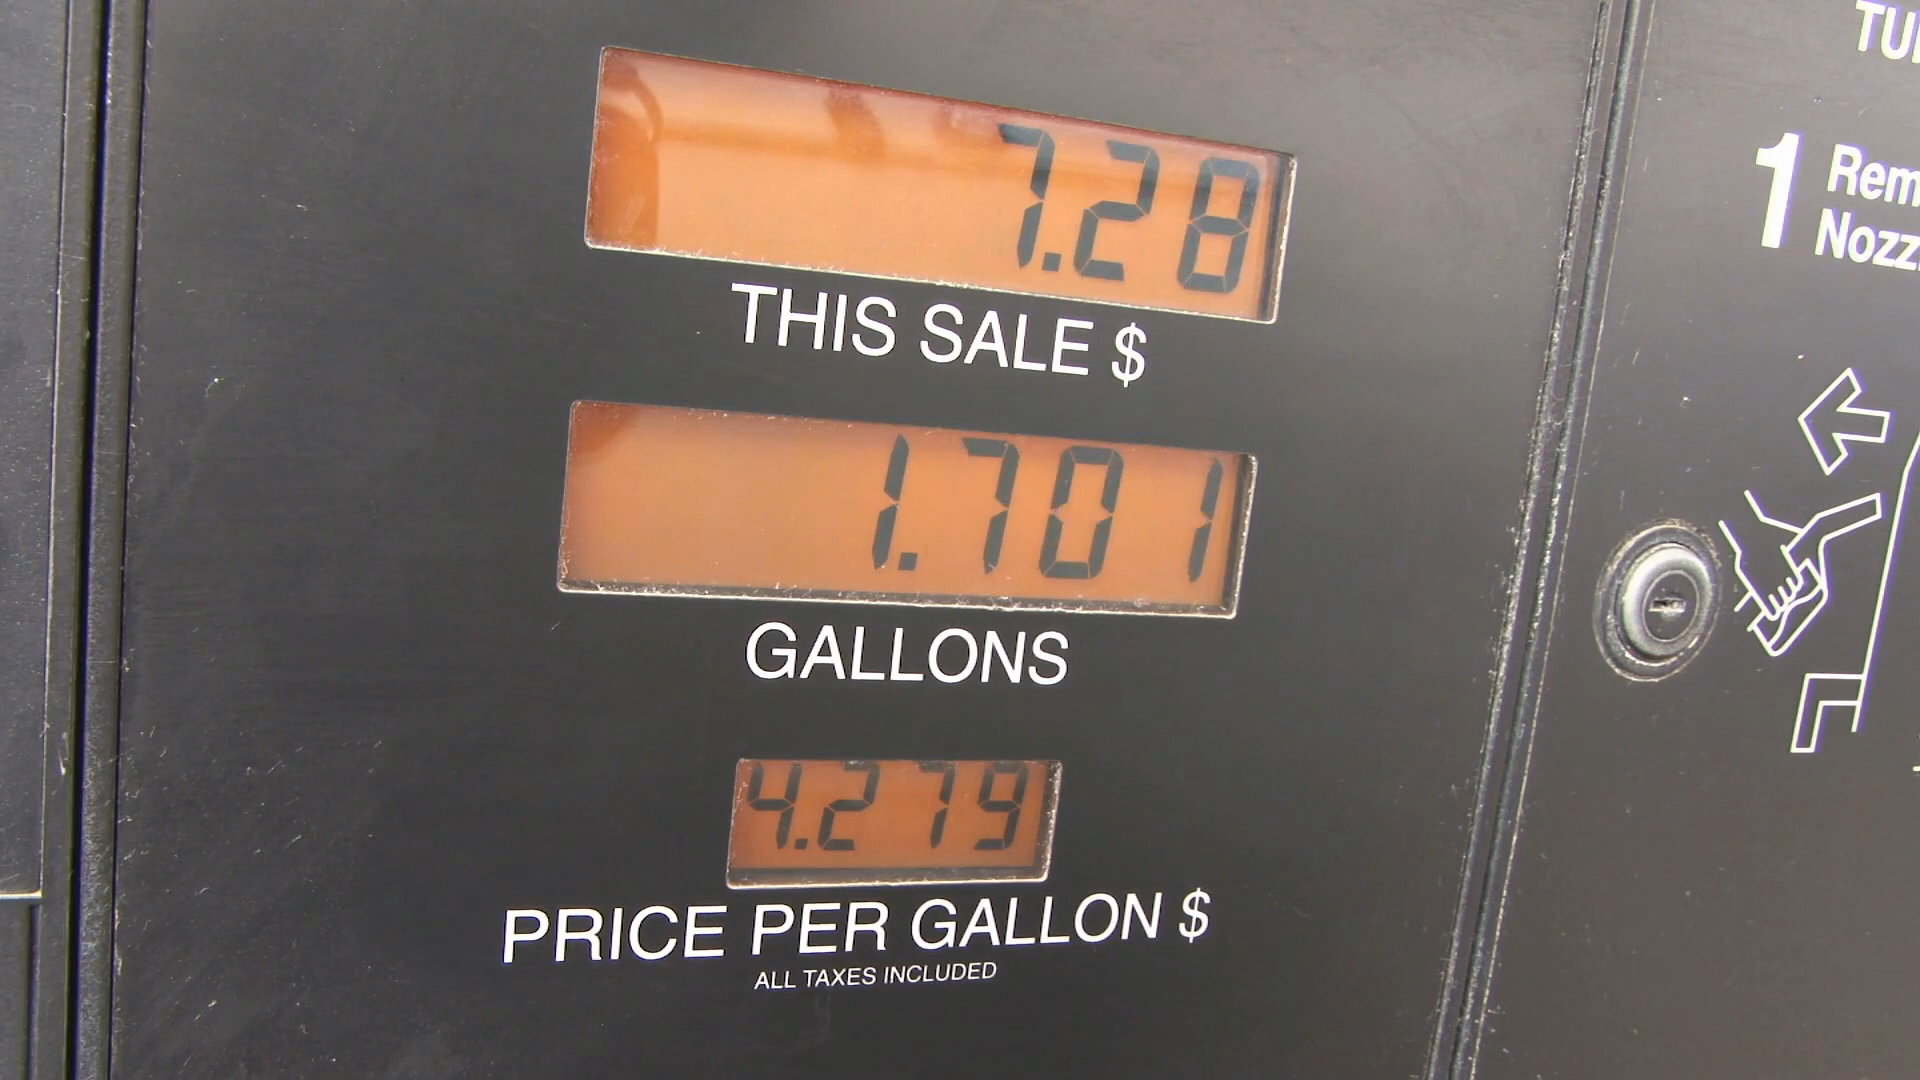 7.28
THIS SALE $
1.701
GALLONS
4.279
PRICE PER GALLON $
ALL TAXES INCLUDED
1